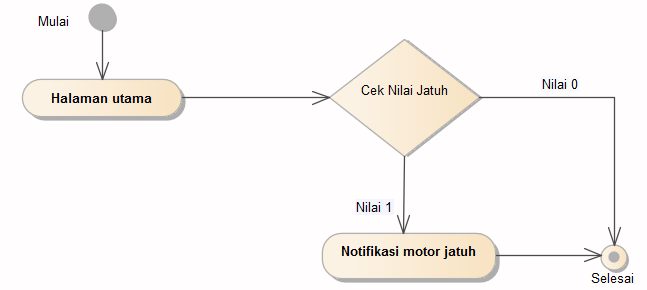 Mulai
Halaman utama
Cek Nilai Jatuh
Nilai 0
Nilai 1
Notifikasi motor jatuh
Selesai